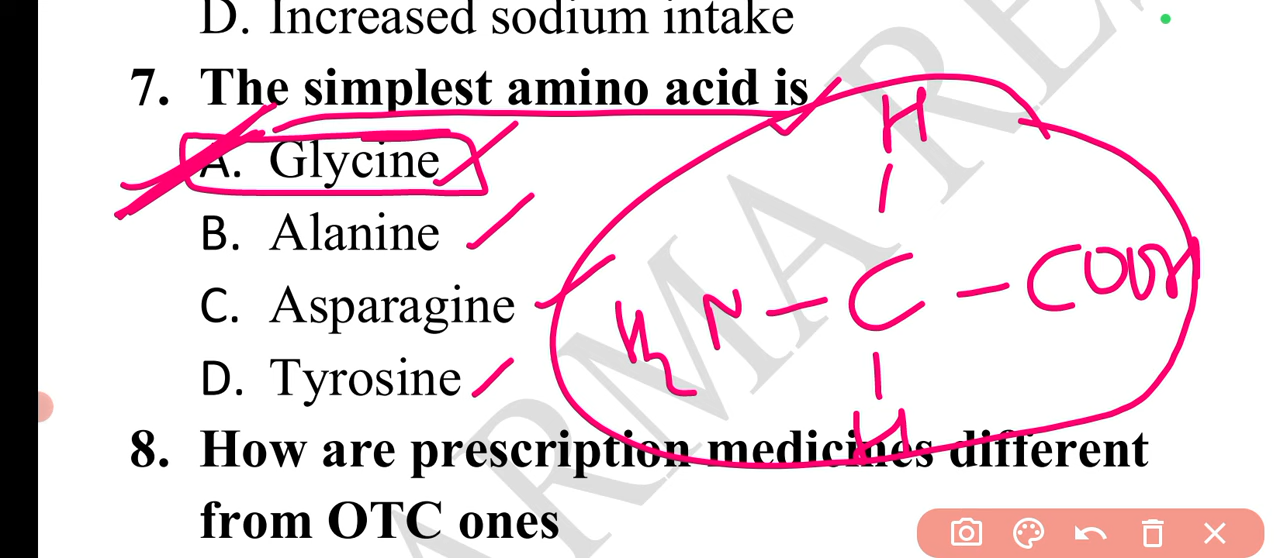 D. Increased sodium intake
7. The simplest amino acid is
A. Glycine
B. Alanine
C. Asparagine
D. Tyrosine
H
H2N - C - COOH
H
8. How are prescription medicines different
from OTC ones